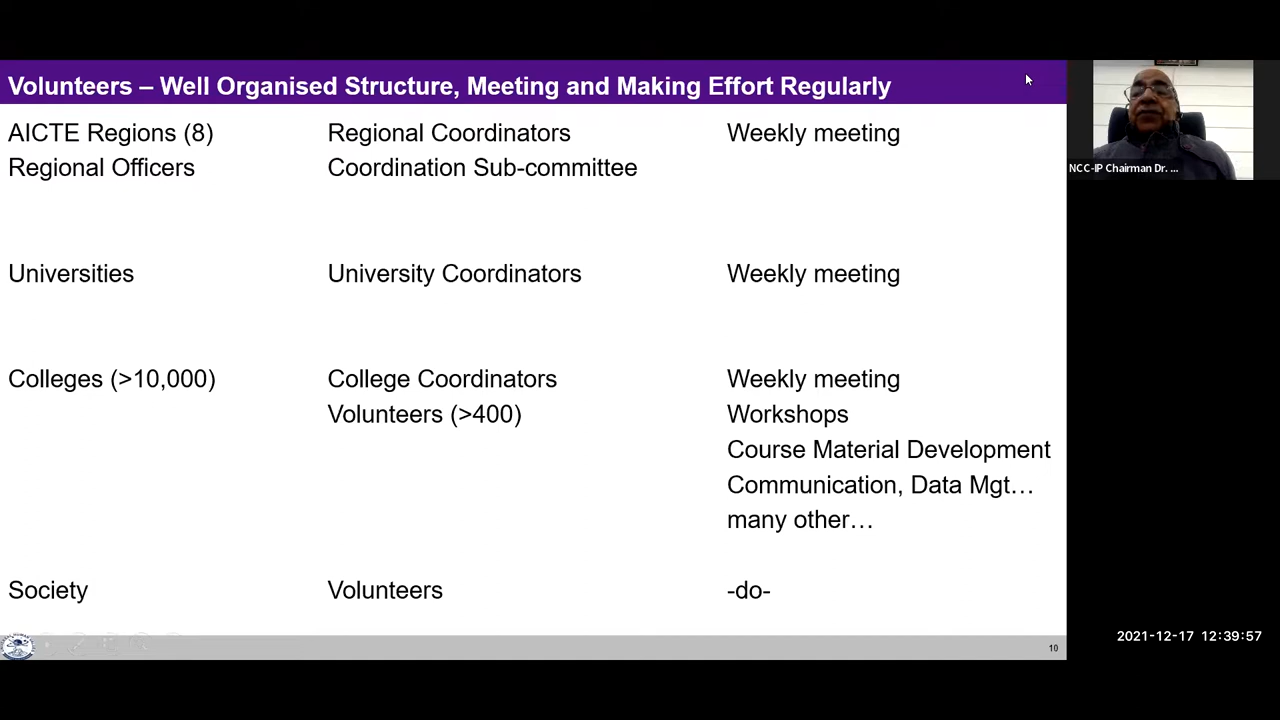 Volunteers – Well Organised Structure, Meeting and Making Effort Regularly
AICTE Regions (8) Regional Coordinators Weekly meeting
Regional Officers Coordination Sub-committee
Universities University Coordinators Weekly meeting
Colleges (>10,000) College Coordinators Weekly meeting
Volunteers (>400) Workshops
Course Material Development
Communication, Data Mgt…
many other…
Society Volunteers -do-
10
NCC-IP Chairman Dr. ...
2021-12-17 12:39:57